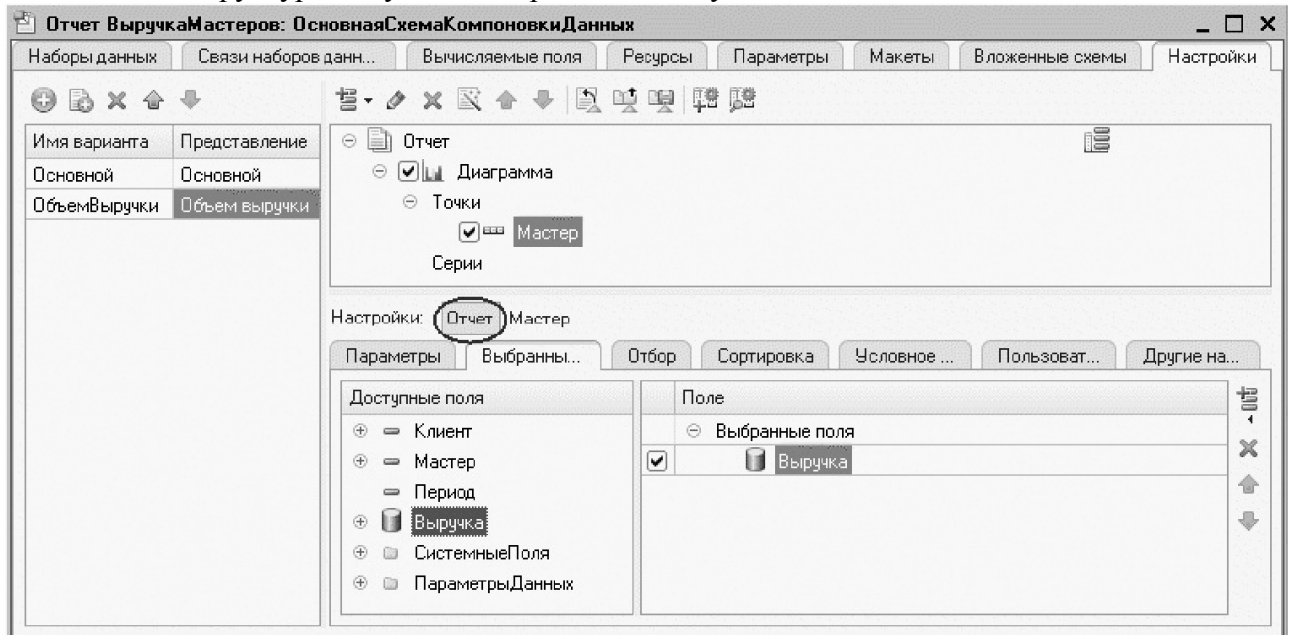 Отчет ВыручкаМастеров: ОсновнаяСхемаКомпоновкиДанных
Наборы данных Связи наборов данн... Вычисляемые поля Ресурсы Параметры Макеты Вложенные схемы Настройки
Имя варианта Представление
Основной Основной
ОбъемВыручки Объем выручки
Отчет
Диаграмма
Точки
Мастер
Серии
Настройки: Отчет Мастер
Параметры Выбранны... Отбор Сортировка Условное ... Пользоват... Другие на...
Доступные поля Поле
Клиент Выбранные поля
Мастер Выручка
Период
Выручка
СистемныеПоля
ПараметрыДанных